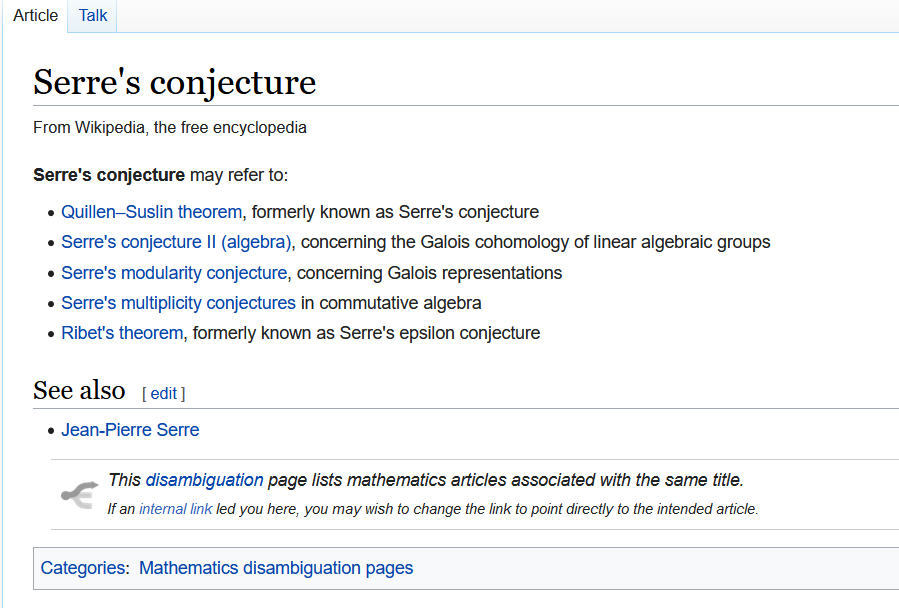 Article Talk
Serre's conjecture
From Wikipedia, the free encyclopedia
Serre's conjecture may refer to:
• Quillen–Suslin theorem, formerly known as Serre's conjecture
• Serre's conjecture II (algebra), concerning the Galois cohomology of linear algebraic groups
• Serre's modularity conjecture, concerning Galois representations
• Serre's multiplicity conjectures in commutative algebra
• Ribet's theorem, formerly known as Serre's epsilon conjecture
See also [ edit ]
• Jean-Pierre Serre
This disambiguation page lists mathematics articles associated with the same title.
If an internal link led you here, you may wish to change the link to point directly to the intended article.
Categories: Mathematics disambiguation pages